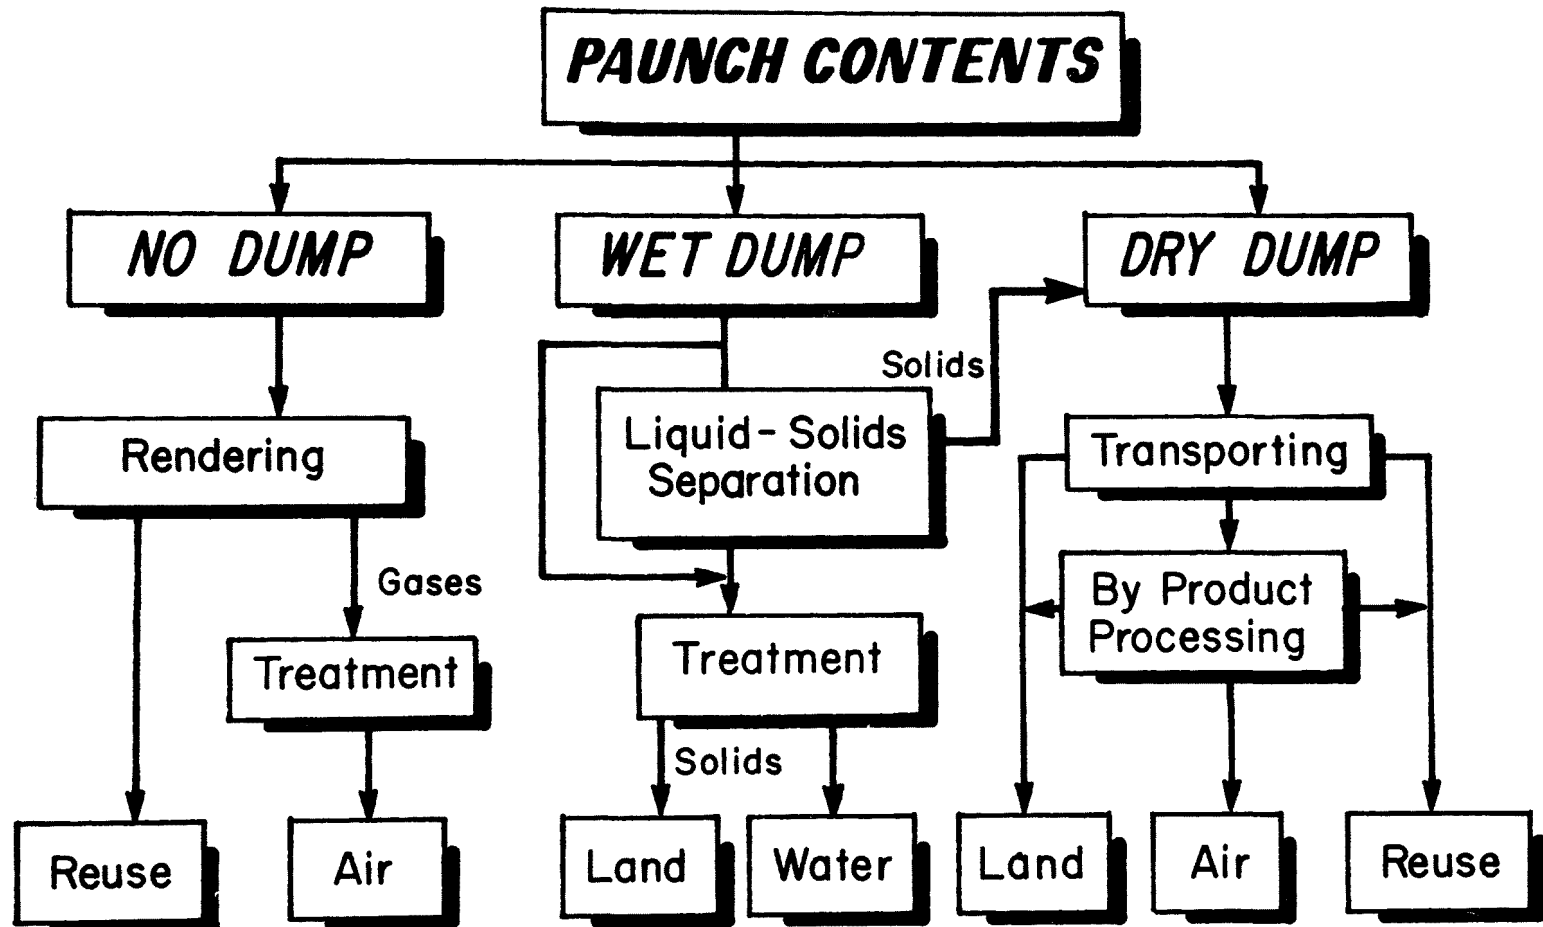 PAUNCH CONTENTS
NO DUMP
WET DUMP
DRY DUMP
Solids
Rendering
Liquid-Solids
Separation
Transporting
Gases
By Product
Processing
Treatment
Treatment
Solids
Reuse
Air
Land
Water
Land
Air
Reuse